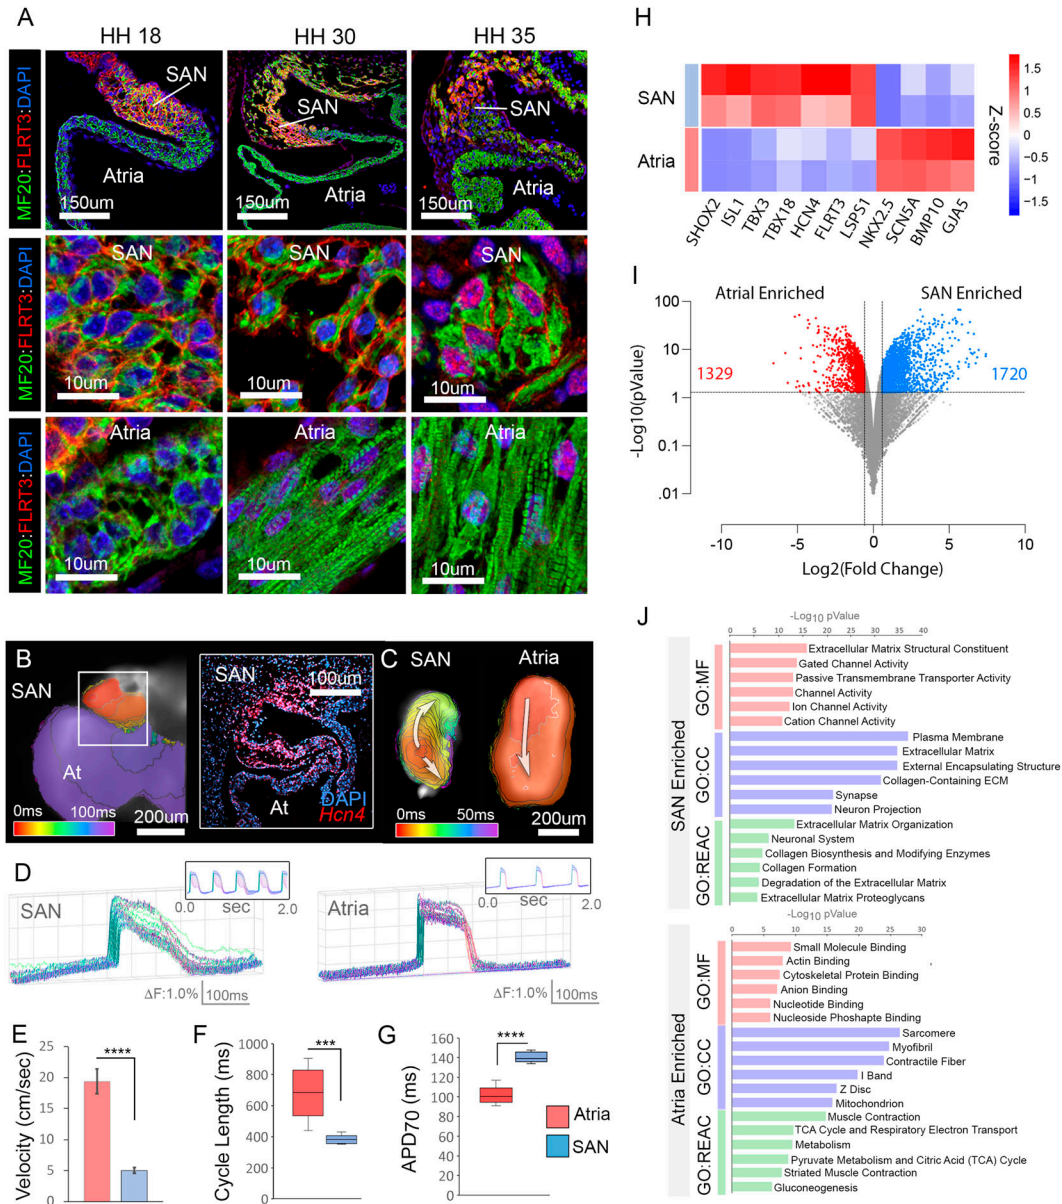 A
HH 18
HH 30
HH 35
MF20:FLRT3:DAPI
SAN
Atria
150um
SAN
Atria
150um
SAN
Atria
150um
MF20:FLRT3:DAPI
SAN
10um
SAN
10um
SAN
10um
MF20:FLRT3:DAPI
Atria
10um
Atria
10um
Atria
10um
B
SAN
At
0ms
100ms
200um
SAN
100um
At
DAPI
Hcn4
C
SAN
Atria
0ms
50ms
200um
D
SAN
0.0
sec
2.0
ΔF:1.0%
100ms
Atria
0.0
sec
2.0
ΔF:1.0%
100ms
E
Velocity (cm/sec)
25
20
15
10
5
0
****
F
Cycle Length (ms)
1000
800
600
400
200
000
***
G
APD70 (ms)
160
140
120
100
80
60
40
20
0
****
Atria
SAN
H
SAN
Atria
SHOX2
ISL1
TBX3
TBX18
HCN4
FLRT3
LSPS1
NKX2.5
SCN5A
BMP10
GJA5
1.5
1
0.5
0
−0.5
−1
−1.5
Z-score
I
Atrial Enriched
SAN Enriched
-Log10(pValue)
100
10
1
0.1
.01
1329
1720
-10
-5
0
5
10
Log2(Fold Change)
J
-Log10 pValue
0 5 10 15 20 25 30 35 40
SAN Enriched
GO:MF
Extracellular Matrix Structural Constituent
Gated Channel Activity
Passive Transmembrane Transporter Activity
Channel Activity
Ion Channel Activity
Cation Channel Activity
GO:CC
Plasma Membrane
Extracellular Matrix
External Encapsulating Structure
Collagen-Containing ECM
Synapse
Neuron Projection
GO:REAC
Extracellular Matrix Organization
Neuronal System
Collagen Biosynthesis and Modifying Enzymes
Collagen Formation
Degradation of the Extracellular Matrix
Extracellular Matrix Proteoglycans
-Log10 pValue
0 5 10 15 20 25 30 35
Atria Enriched
GO:MF
Small Molecule Binding
Actin Binding
Cytoskeletal Protein Binding
Anion Binding
Nucleotide Binding
Nucleoside Phoshapte Binding
GO:CC
Sarcomere
Myofibril
Contractile Fiber
I Band
Z Disc
Mitochondrion
GO:REAC
Muscle Contraction
TCA Cycle and Respiratory Electron Transport
Metabolism
Pyruvate Metabolism and Citric Acid (TCA) Cycle
Striated Muscle Contraction
Gluconeogenesis